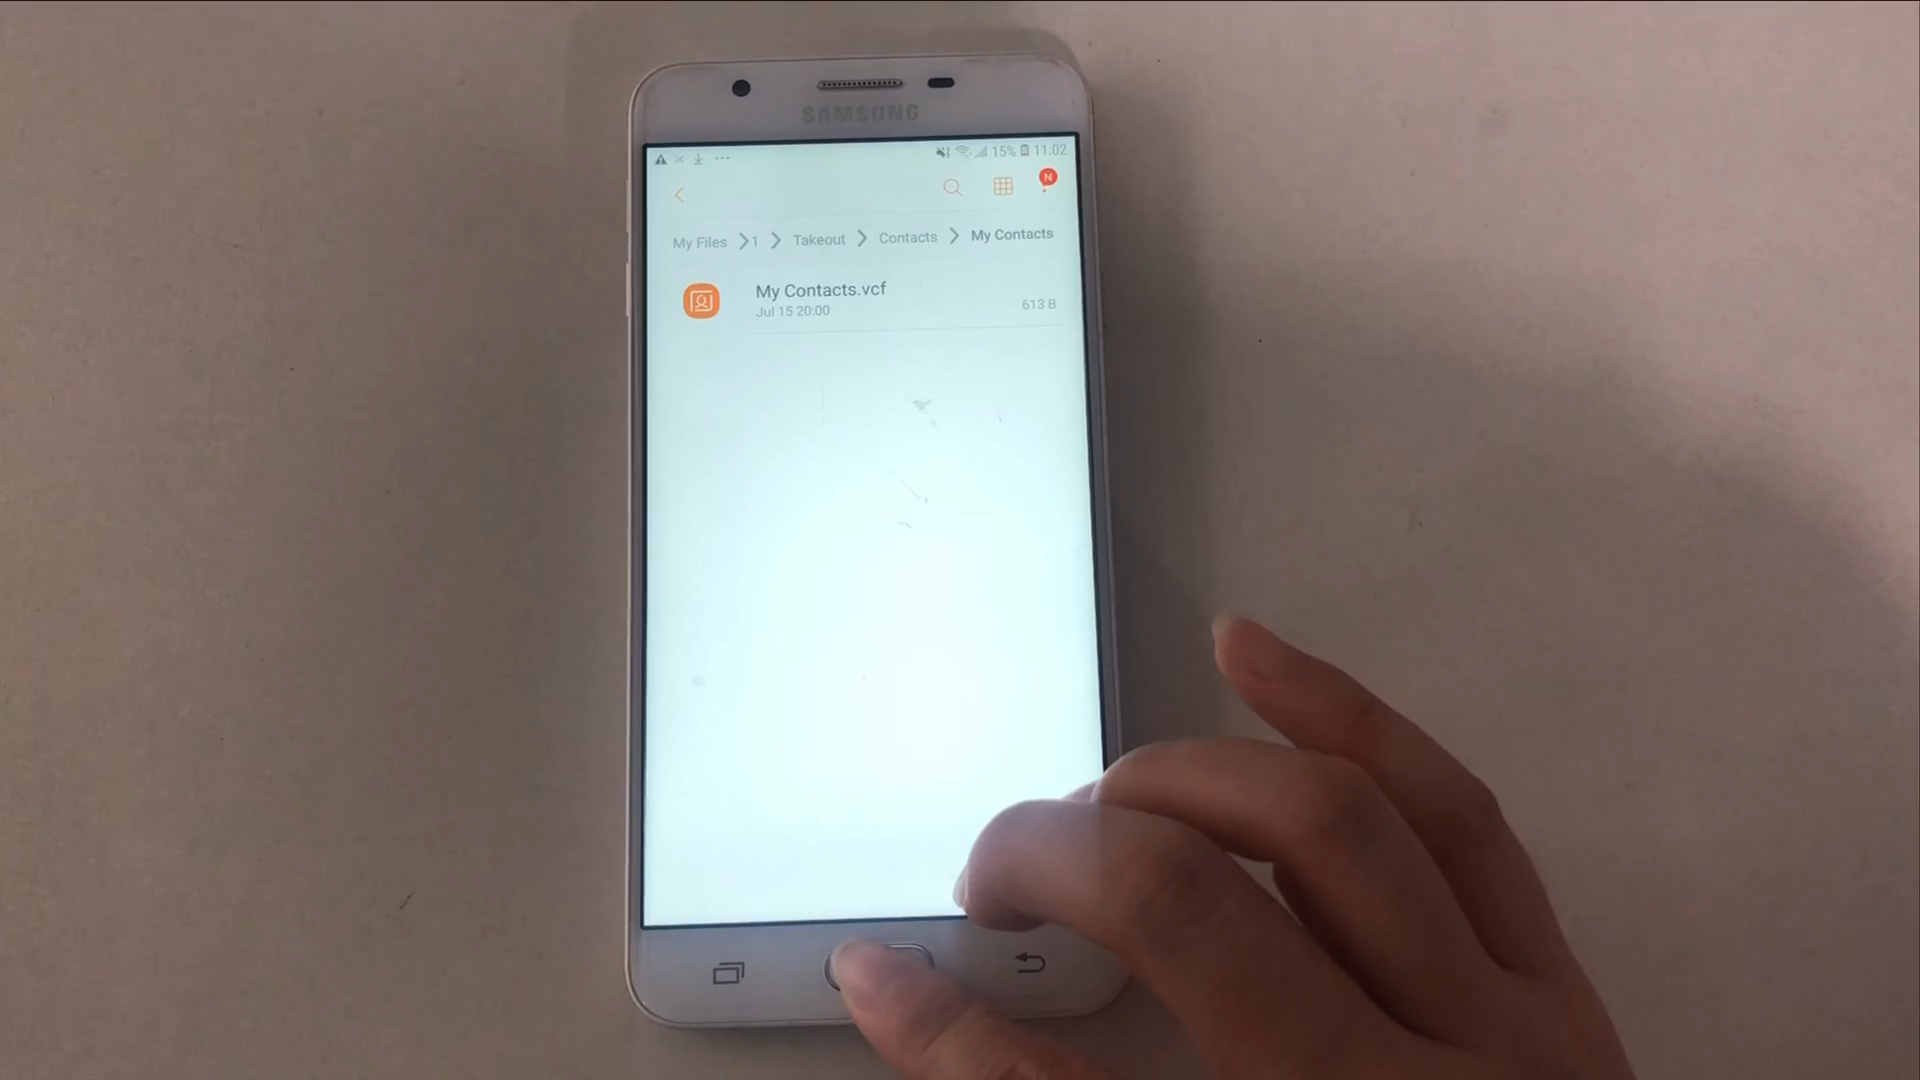 SAMSUNG
15% 11:02
N
My Files 1 Takeout Contacts My Contacts
My Contacts.vcf
Jul 15 20:00
613 B